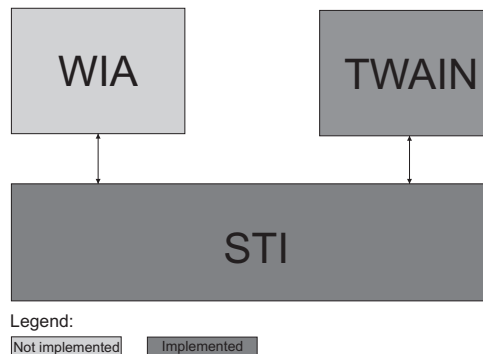 WIA
TWAIN
STI
Legend:
Not implemented
Implemented